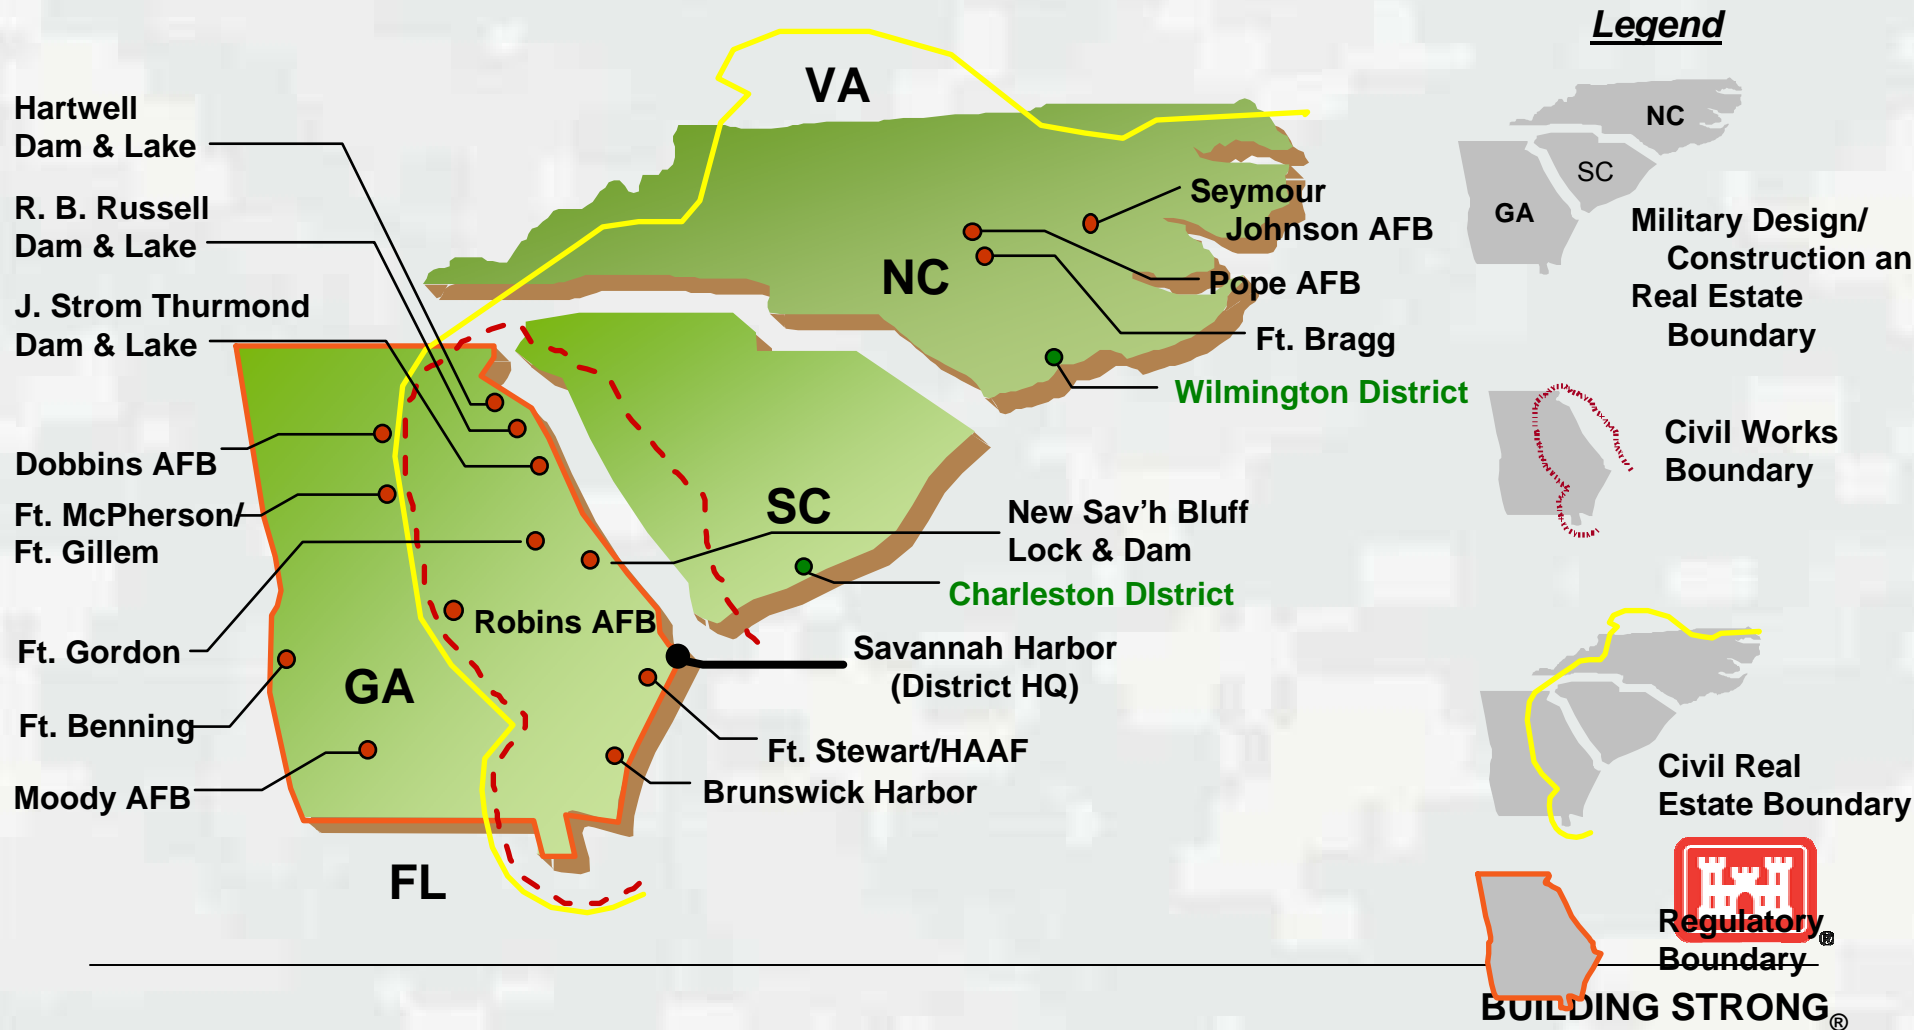 Legend
VA
Hartwell
Dam & Lake
NC
R. B. Russell
Dam & Lake
SC
Seymour
Johnson AFB
GA
Military Design/
Construction an
Real Estate
Boundary
NC
Pope AFB
J. Strom Thurmond
Dam & Lake
Ft. Bragg
Wilmington District
Civil Works
Boundary
Dobbins AFB
Ft. McPherson/
Ft. Gillem
SC
New Sav'h Bluff
Lock & Dam
Charleston DIstrict
Robins AFB
Ft. Gordon
Savannah Harbor
(District HQ)
GA
Ft. Benning
Ft. Stewart/HAAF
Moody AFB
Brunswick Harbor
Civil Real
Estate Boundary
FL
Regulatory
Boundary
®
BUILDING STRONG®